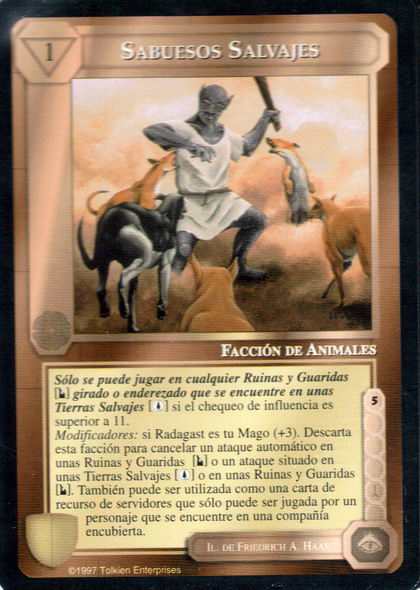 1
SABUESOS SALVAJES
FACCIÓN DE ANIMALES
Sólo se puede jugar en cualquier Ruinas y Guaridas
[ ] girado o enderezado que se encuentre en unas
Tierras Salvajes [ ] si el chequeo de influencia es
superior a 11.
Modificadores: si Radagast es tu Mago (+3). Descarta
esta facción para cancelar un ataque automático en
unas Ruinas y Guaridas [ ] o un ataque situado en
unas Tierras Salvajes [ ] o en unas Ruinas y Guaridas
[ ]. También puede ser utilizada como una carta de
recurso de servidores que sólo puede ser jugada por un
personaje que se encuentre en una compañía
encubierta.
5
IL. DE FRIEDRICH A. HAAS
©1997 Tolkien Enterprises